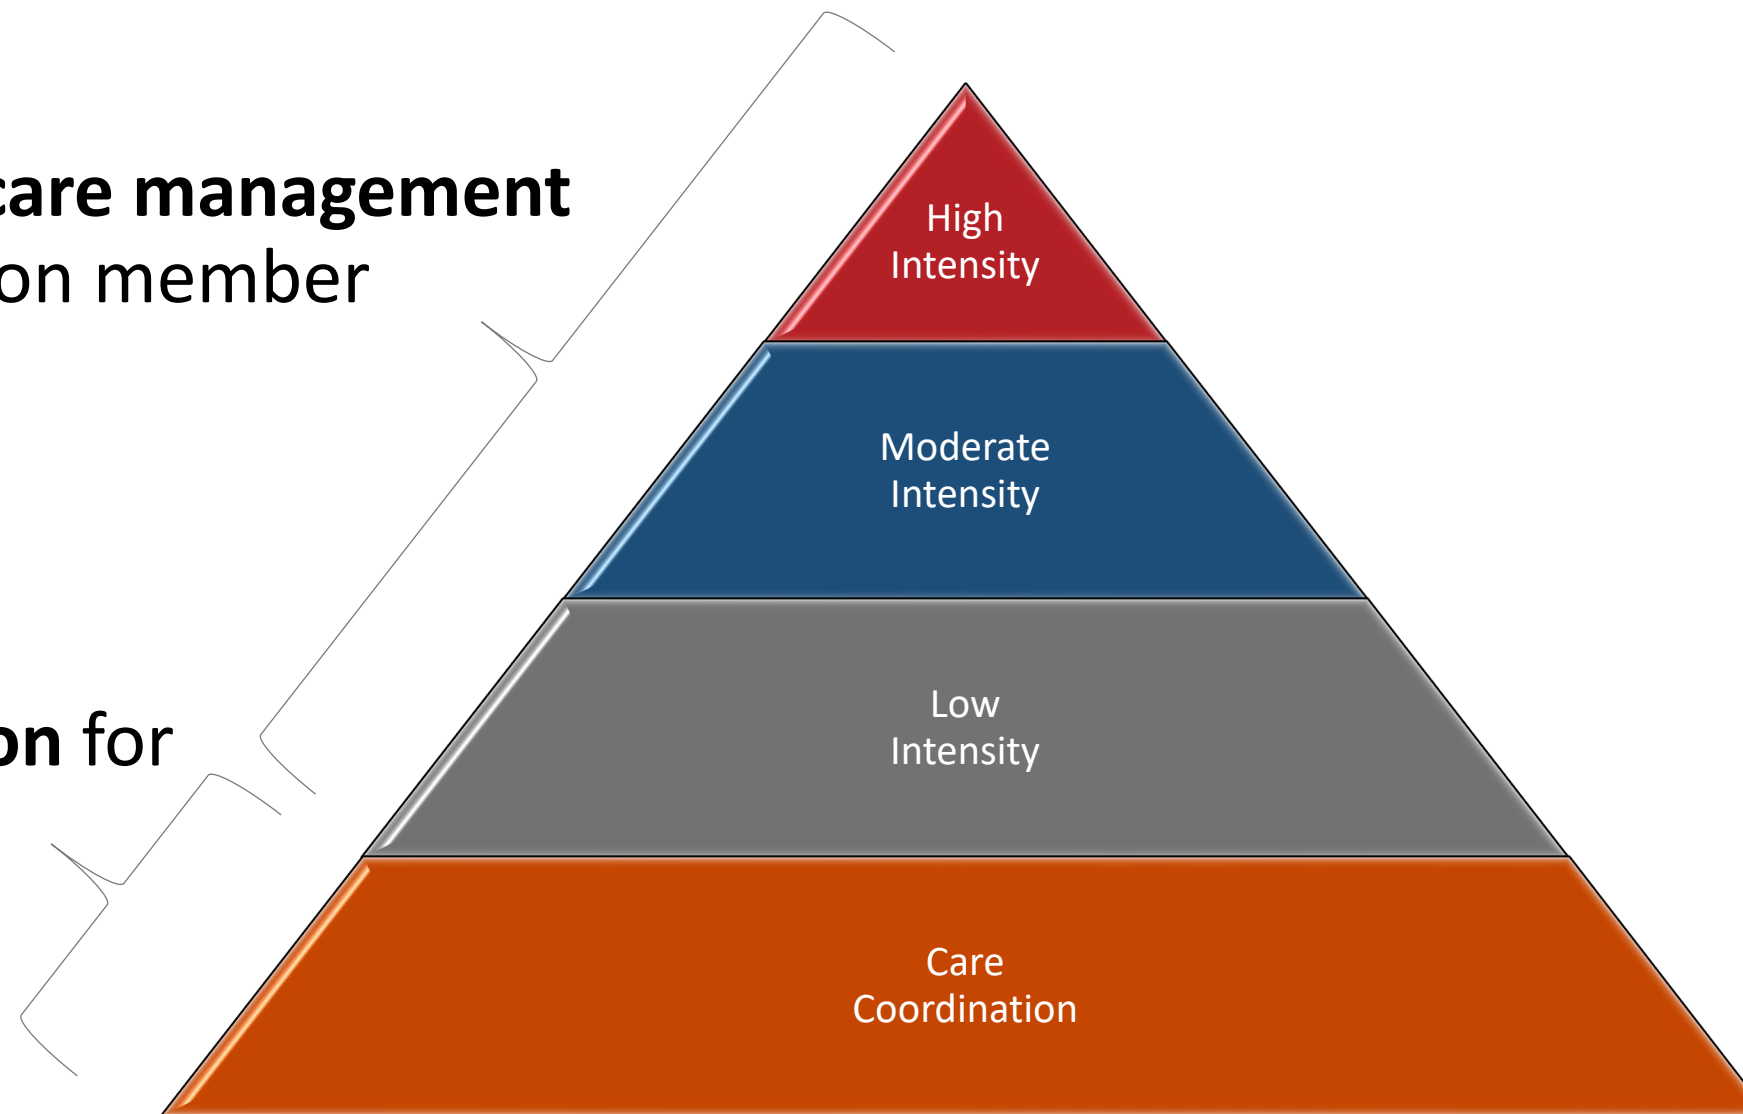 care management
on member
on for
High
Intensity
Moderate
Intensity
Low
Intensity
Care
Coordination